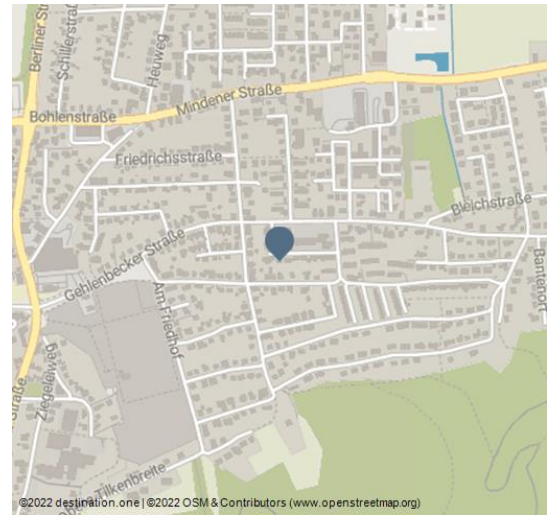 Berliner Straße
Schillerstraße
Heuweg
Mindener Straße
Bohlenstraße
Friedrichsstraße
Bleichstraße
Gehlenbecker Straße
Am Friedhof
Bantenort
Ziegeleiweg
Straße
Tilkenbreite
©2022 destination.one | ©2022 OSM & Contributors (www.openstreetmap.org)